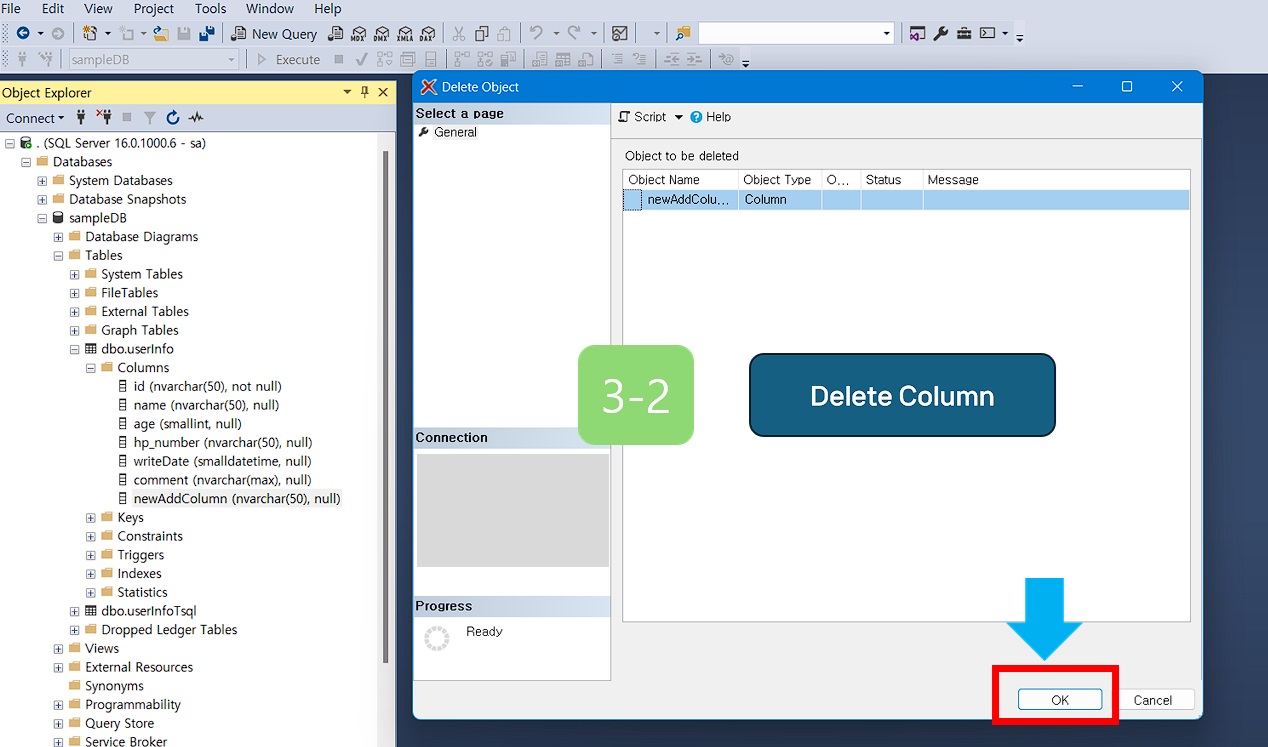 File Edit View Project Tools Window Help
New Query MDX DMX XMLA DAX
sampleDB Execute
Object Explorer
Connect
. (SQL Server 16.0.1000.6 - sa)
Databases
System Databases
Database Snapshots
sampleDB
Database Diagrams
Tables
System Tables
FileTables
External Tables
Graph Tables
dbo.userInfo
Columns
id (nvarchar(50), not null)
name (nvarchar(50), null)
age (smallint, null)
hp_number (nvarchar(50), null)
writeDate (smalldatetime, null)
comment (nvarchar(max), null)
newAddColumn (nvarchar(50), null)
Keys
Constraints
Triggers
Indexes
Statistics
dbo.userInfoTsql
Dropped Ledger Tables
Views
External Resources
Synonyms
Programmability
Query Store
Service Broker
Delete Object
Select a page
General
Connection
Progress
Ready
Script Help
Object to be deleted
Object Name Object Type O... Status Message
newAddColu... Column
3-2
Delete Column
OK Cancel